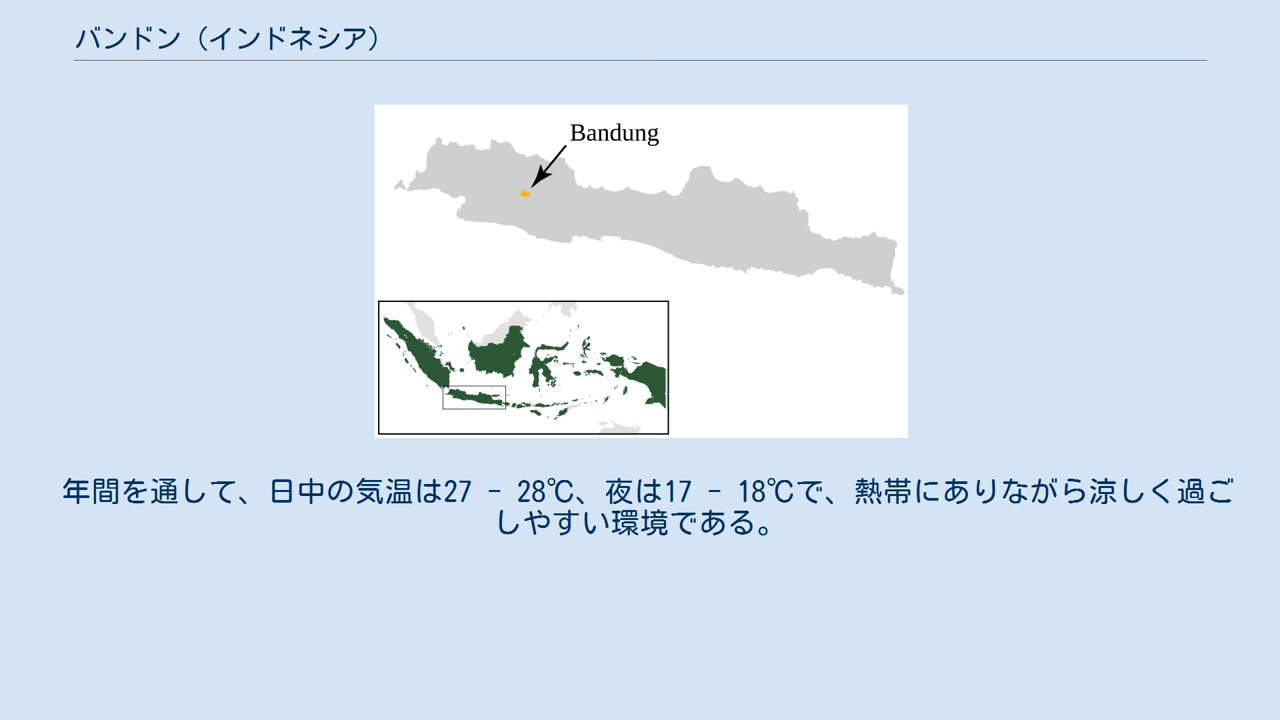 バンドン（インドネシア）
Bandung
年間を通して、日中の気温は27 - 28℃、夜は17 - 18℃で、熱帯にありながら涼しく過ご
しやすい環境である。